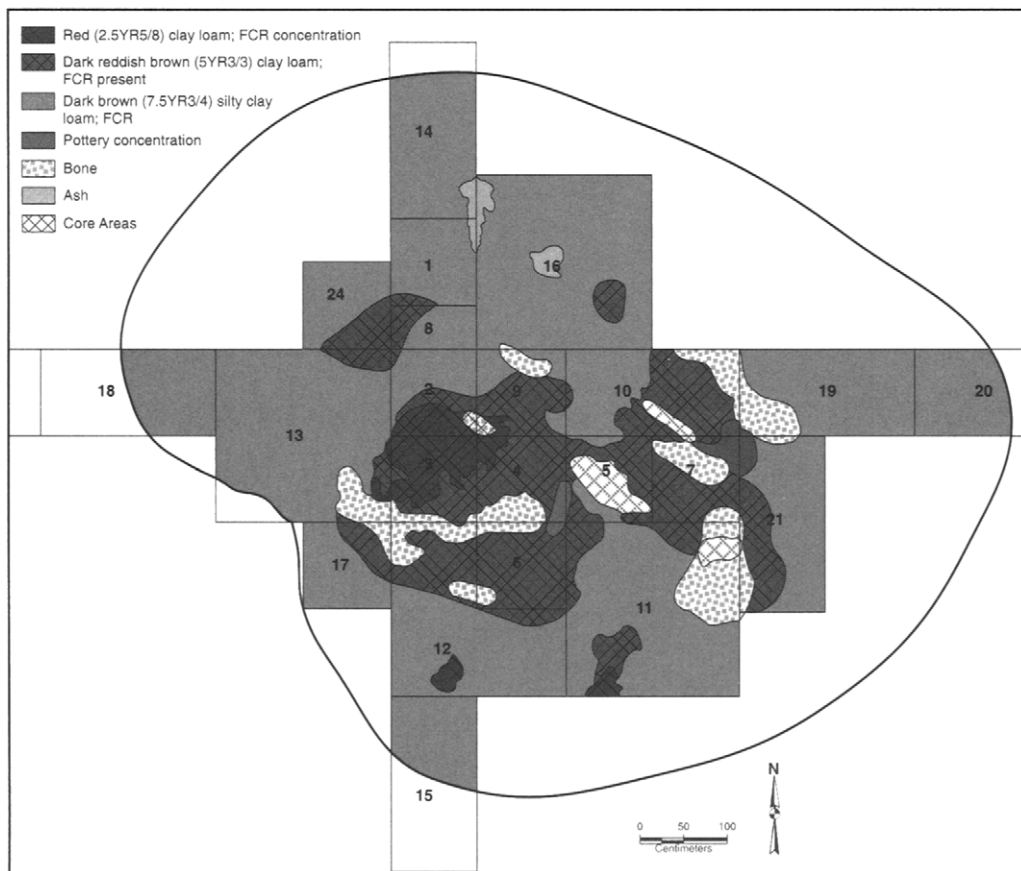 Red (2.5YR5/8) clay loam; FCR concentration
Dark reddish brown (5YR3/3) clay loam;
FCR present
Dark brown (7.5YR3/4) silty clay
loam; FCR
Pottery concentration
Bone
Ash
Core Areas
14
1
16
24
8
18
2
9
10
19
20
13
4
5
7
21
17
6
11
12
15
N
0 50 100
Centimeters